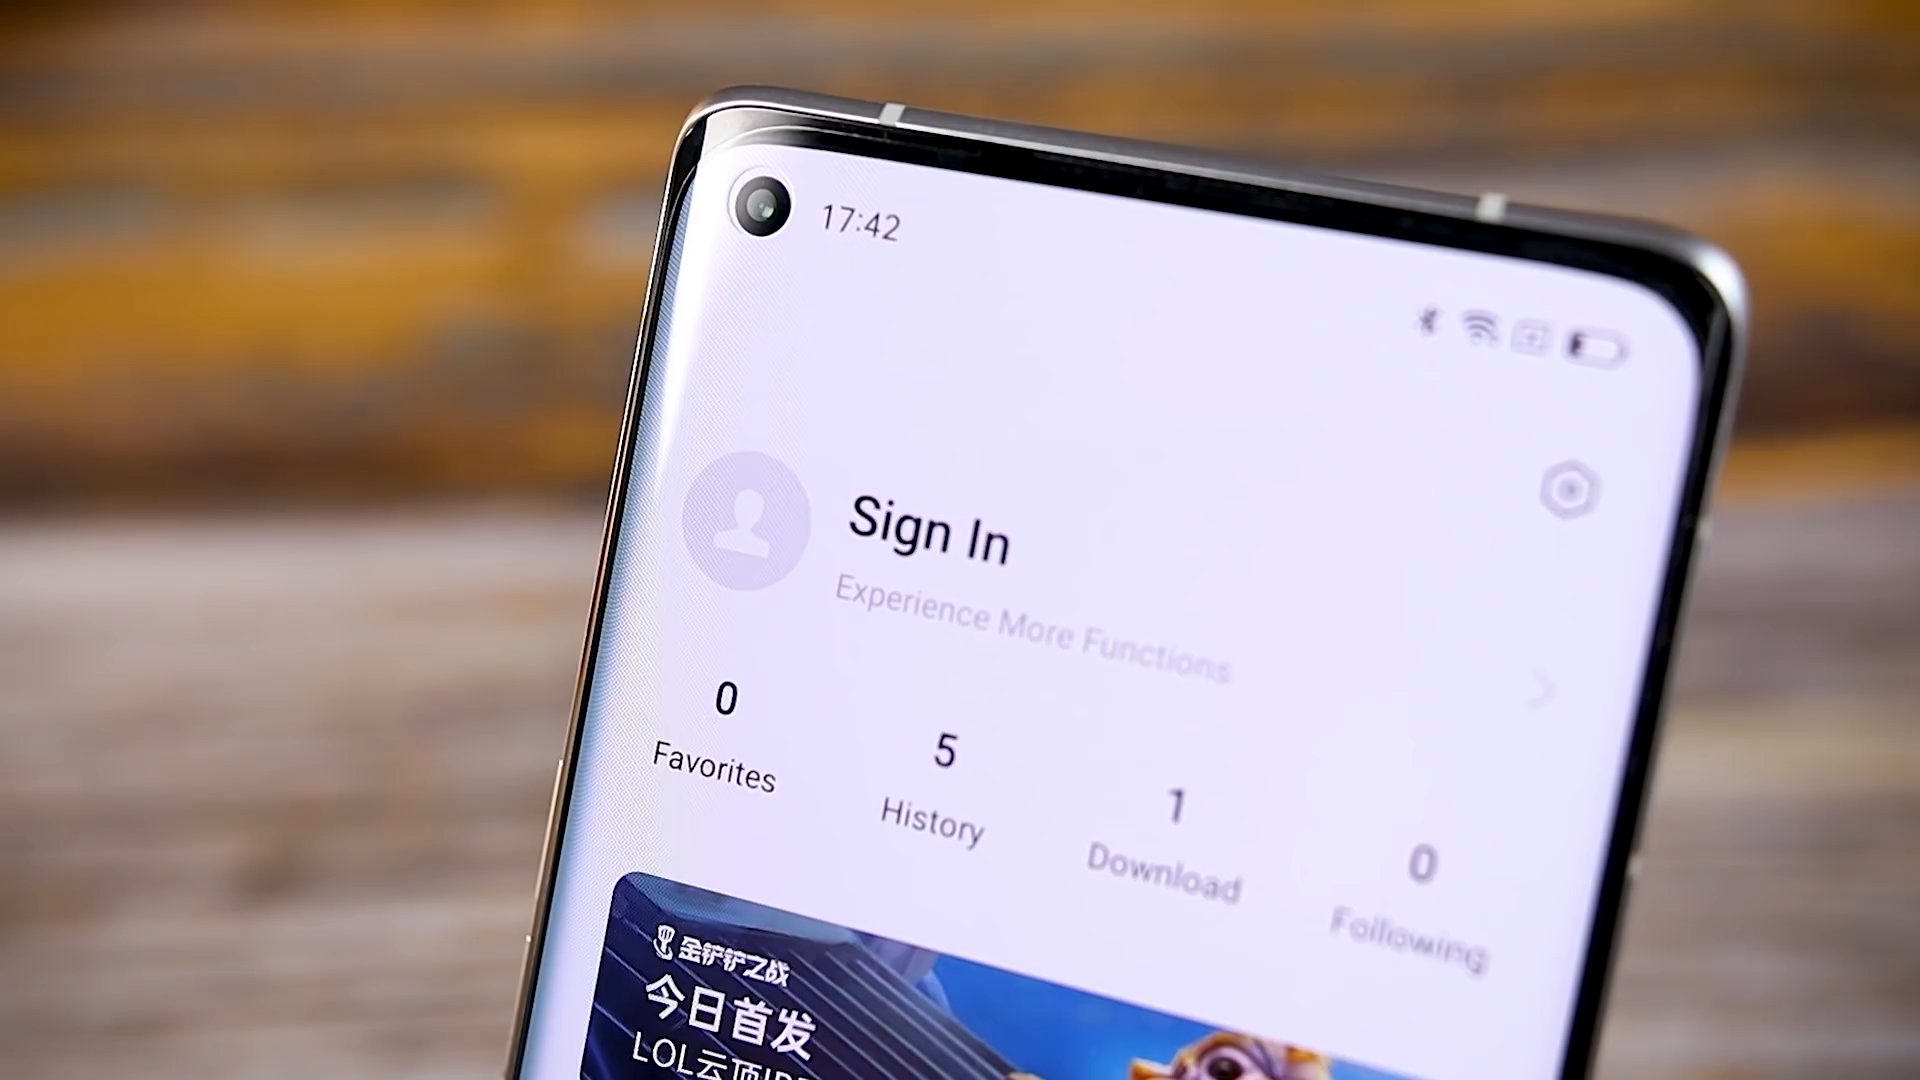 17:42
Sign In
Experience More Functions
0
Favorites
5
History
1
Download
0
Following
金铲铲之战
今日首发
LOL云顶